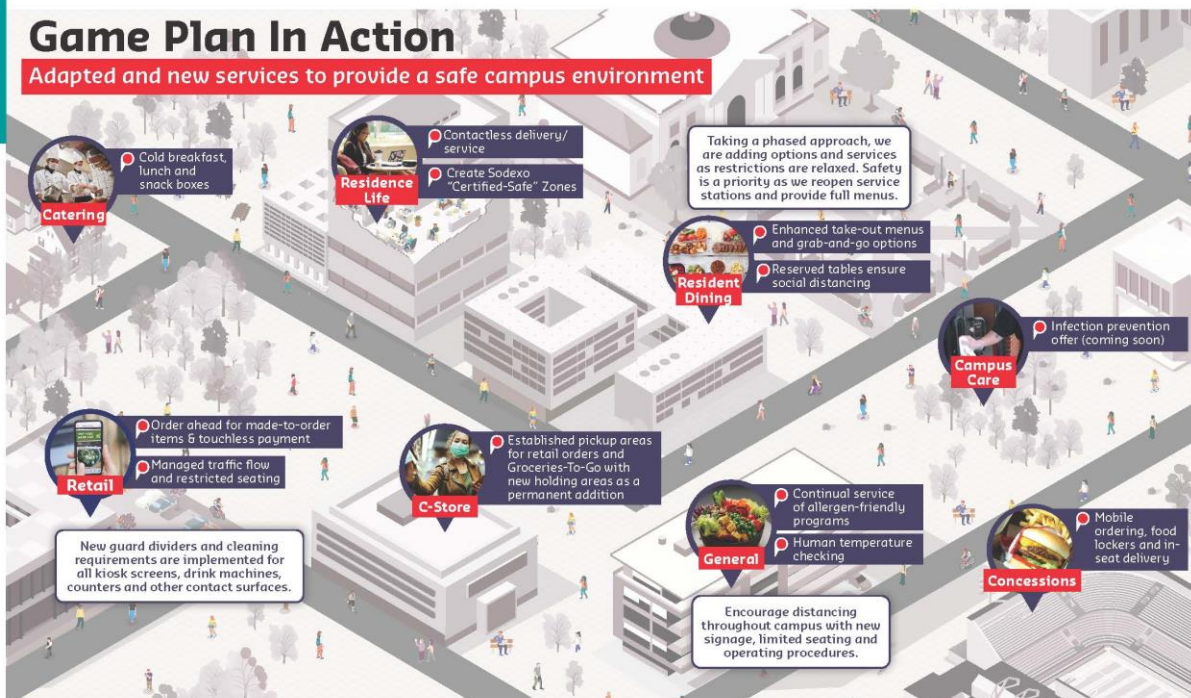 Game Plan In Action
Adapted and new services to provide a safe campus environment
Cold breakfast,
lunch and
snack boxes
Catering
Contactless delivery/
service
Create Sodexo
“Certified-Safe” Zones
Residence
Life
Taking a phased approach, we
are adding options and services
as restrictions are relaxed. Safety
is a priority as we reopen service
stations and provide full menus.
Enhanced take-out menus
and grab-and-go options
Reserved tables ensure
social distancing
Resident
Dining
Infection prevention
offer (coming soon)
Campus
Care
Order ahead for made-to-order
items & touchless payment
Managed traffic flow
and restricted seating
Retail
Established pickup areas
for retail orders and
Groceries-To-Go with
new holding areas as a
permanent addition
C-Store
Continual service
of allergen-friendly
programs
Human temperature
checking
General
Mobile
ordering, food
lockers and in-
seat delivery
Concessions
New guard dividers and cleaning
requirements are implemented for
all kiosk screens, drink machines,
counters and other contact surfaces.
Encourage distancing
throughout campus with new
signage, limited seating and
operating procedures.